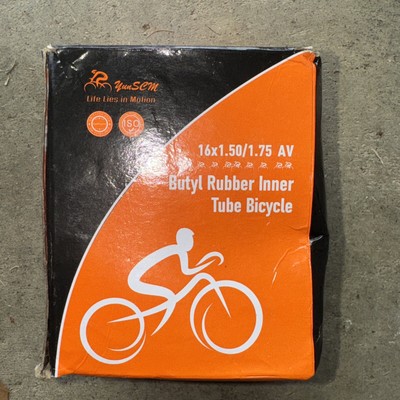 YunSCM
Life Lies in Motion
ISO
16x1.50/1.75 AV
Butyl Rubber Inner
Tube Bicycle